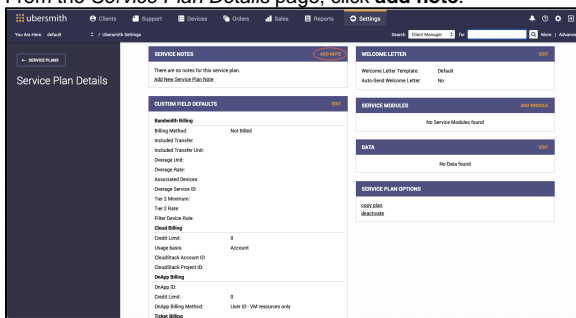 From the Service Plan Details page, click add note.
ubersmith Clients Support Devices Orders Sales Reports Settings
You Are Here: default / Ubersmith Settings Search Client Manager for More | Advance
← SERVICE PLANS
Service Plan Details
SERVICE NOTES ADD NOTE
There are no notes for this service plan.
Add New Service Plan Note
CUSTOM FIELD DEFAULTS EDIT
Bandwidth Billing
Billing Method: Not Billed
Included Transfer
Included Transfer Unit:
Overage Unit:
Overage Rate:
Associated Devices:
Overage Service ID:
Tier 2 Minimum:
Tier 2 Rate:
Filter Device Rule:
Cloud Billing
Credit Limit: 0
Usage basis: Account
CloudStack Account ID:
CloudStack Project ID:
OnApp Billing
OnApp ID:
Credit Limit: 0
OnApp Billing Method: User ID - VM resources only
Ticket Billing
WELCOME LETTER EDIT
Welcome Letter Template: Default
Auto-Send Welcome Letter: No
SERVICE MODULES ADD MODULE
No Service Modules found
DATA EDIT
No Data found
SERVICE PLAN OPTIONS
copy plan
deactivate